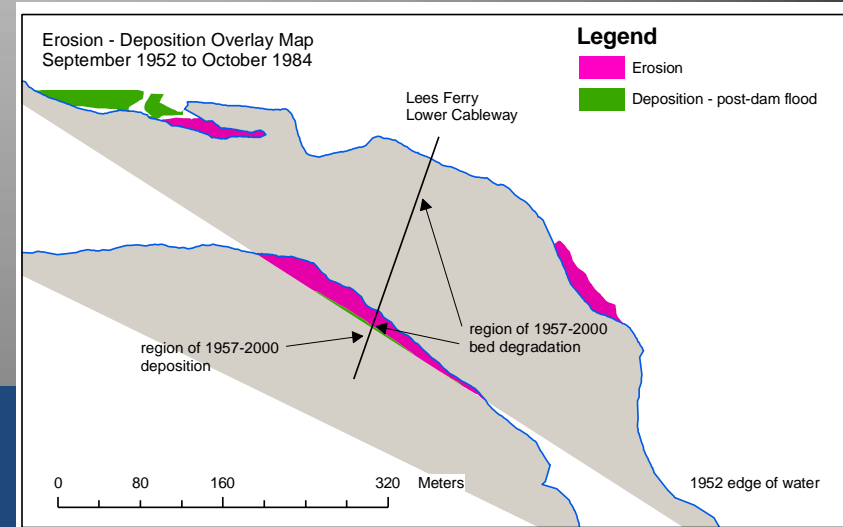 Erosion - Deposition Overlay Map
September 1952 to October 1984
Legend
Erosion
Deposition - post-dam flood
Lees Ferry
Lower Cableway
region of 1957-2000
bed degradation
region of 1957-2000
deposition
0 80 160 320 Meters
1952 edge of water